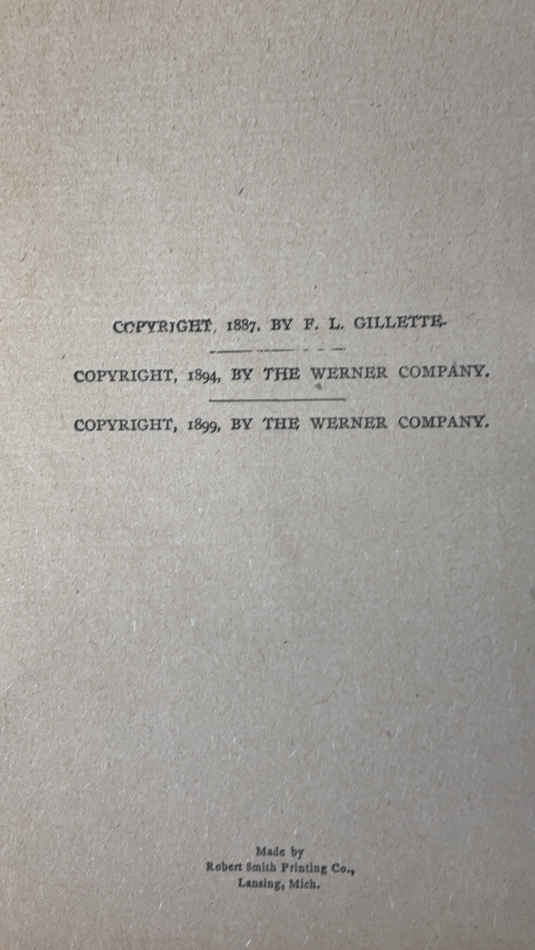 COPYRIGHT, 1887, BY F. L. GILLETTE.
COPYRIGHT, 1894, BY THE WERNER COMPANY.
COPYRIGHT, 1899, BY THE WERNER COMPANY.
Made by
Robert Smith Printing Co.,
Lansing, Mich.